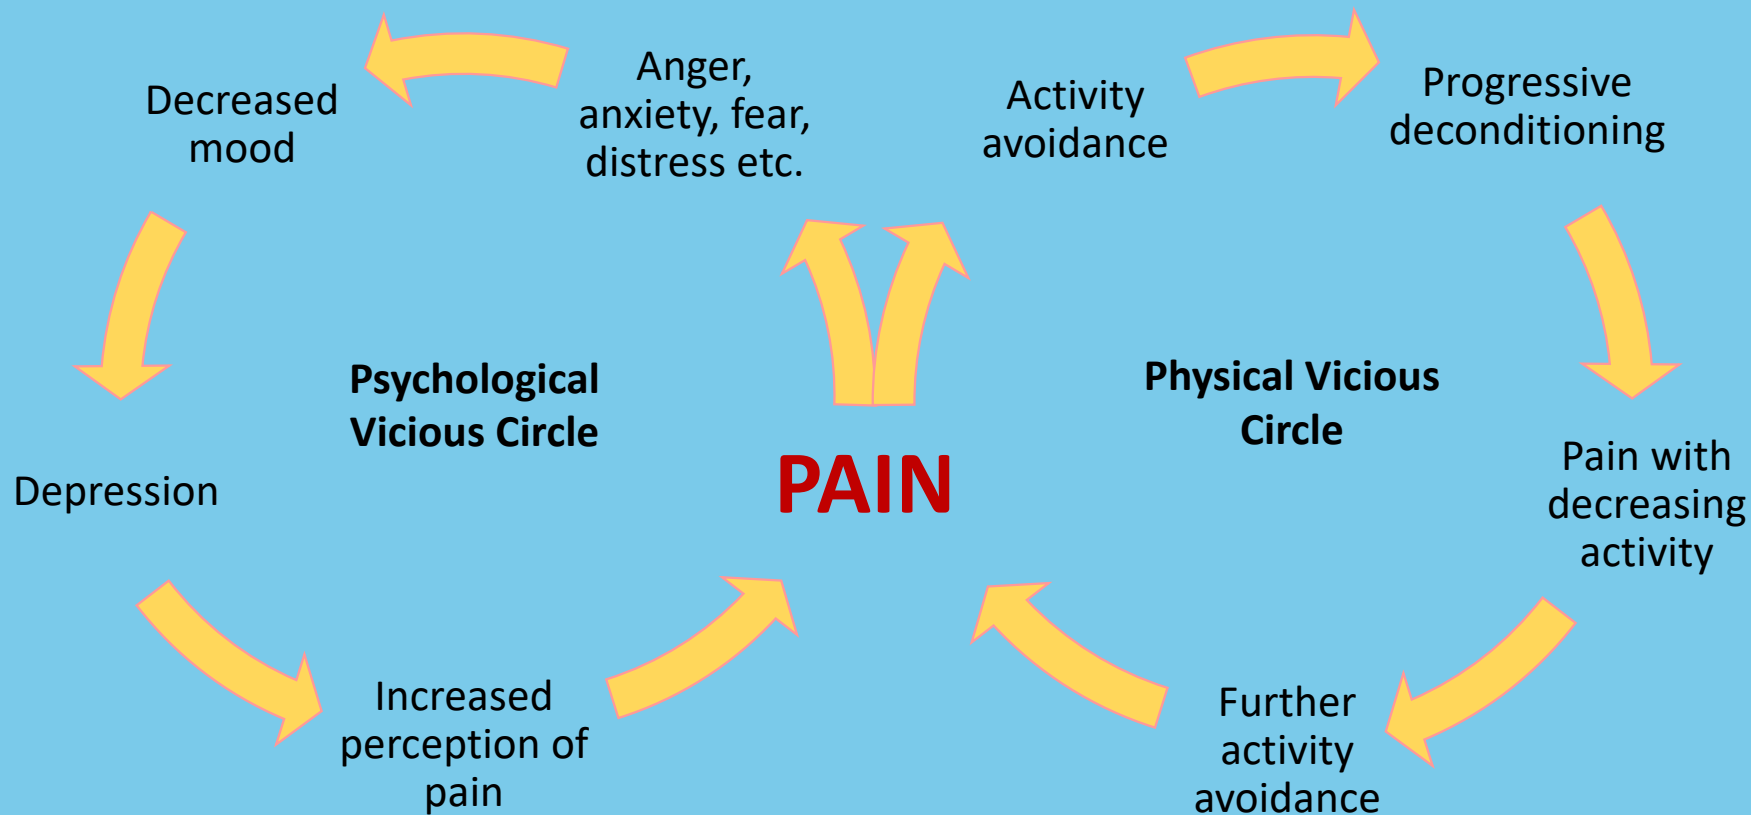 Anger,
anxiety, fear,
distress etc.
Decreased
mood
Depression
Increased
perception of
pain
Psychological
Vicious Circle
PAIN
Activity
avoidance
Progressive
deconditioning
Pain with
decreasing
activity
Further
activity
avoidance
Physical Vicious
Circle